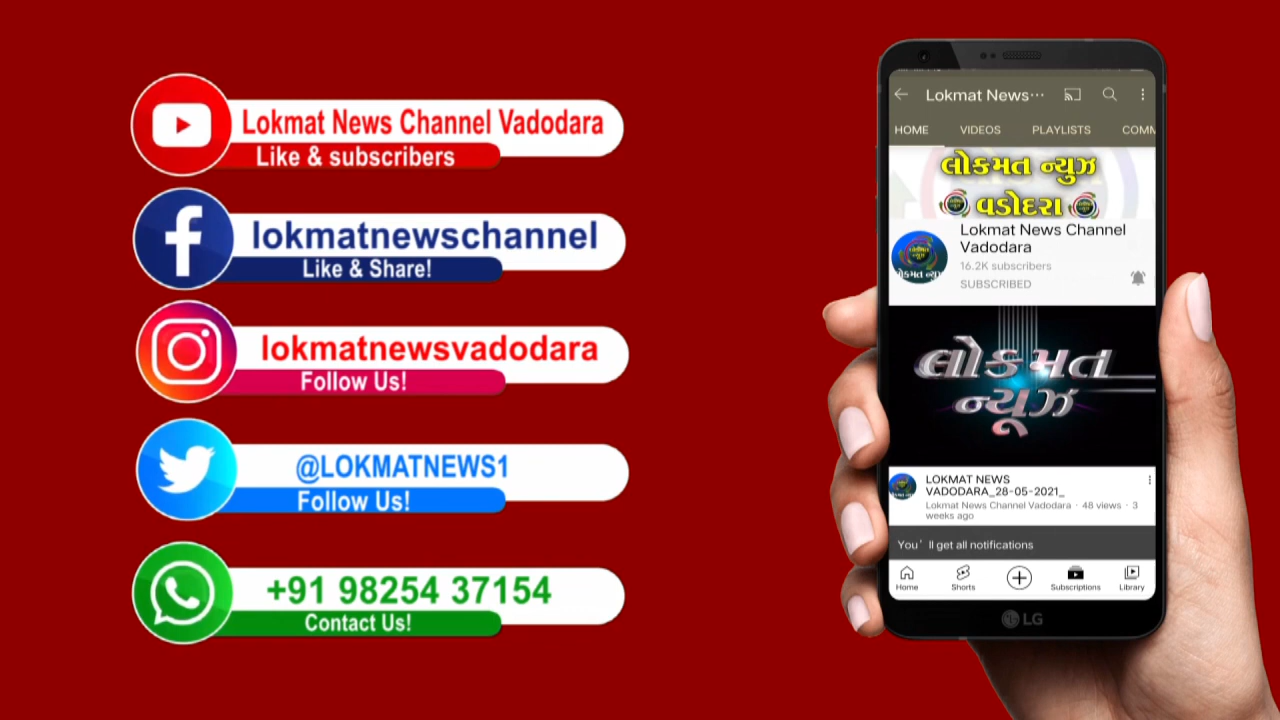 Lokmat News Channel Vadodara
Like & subscribers
lokmatnewschannel
Like & Share!
lokmatnewsvadodara
Follow Us!
@LOKMATNEWS1
Follow Us!
+91 98254 37154
Contact Us!
Lokmat News...
HOME VIDEOS PLAYLISTS COMM
લોકમત ન્યુઝ
વડોદરા
Lokmat News Channel
Vadodara
16.2K subscribers
SUBSCRIBED
લોકમત
ન્યૂઝ
LOKMAT NEWS
VADODARA_28-05-2021_
Lokmat News Channel Vadodara · 48 views · 3
weeks ago
You'll get all notifications
Home Shorts Subscriptions Library
LG